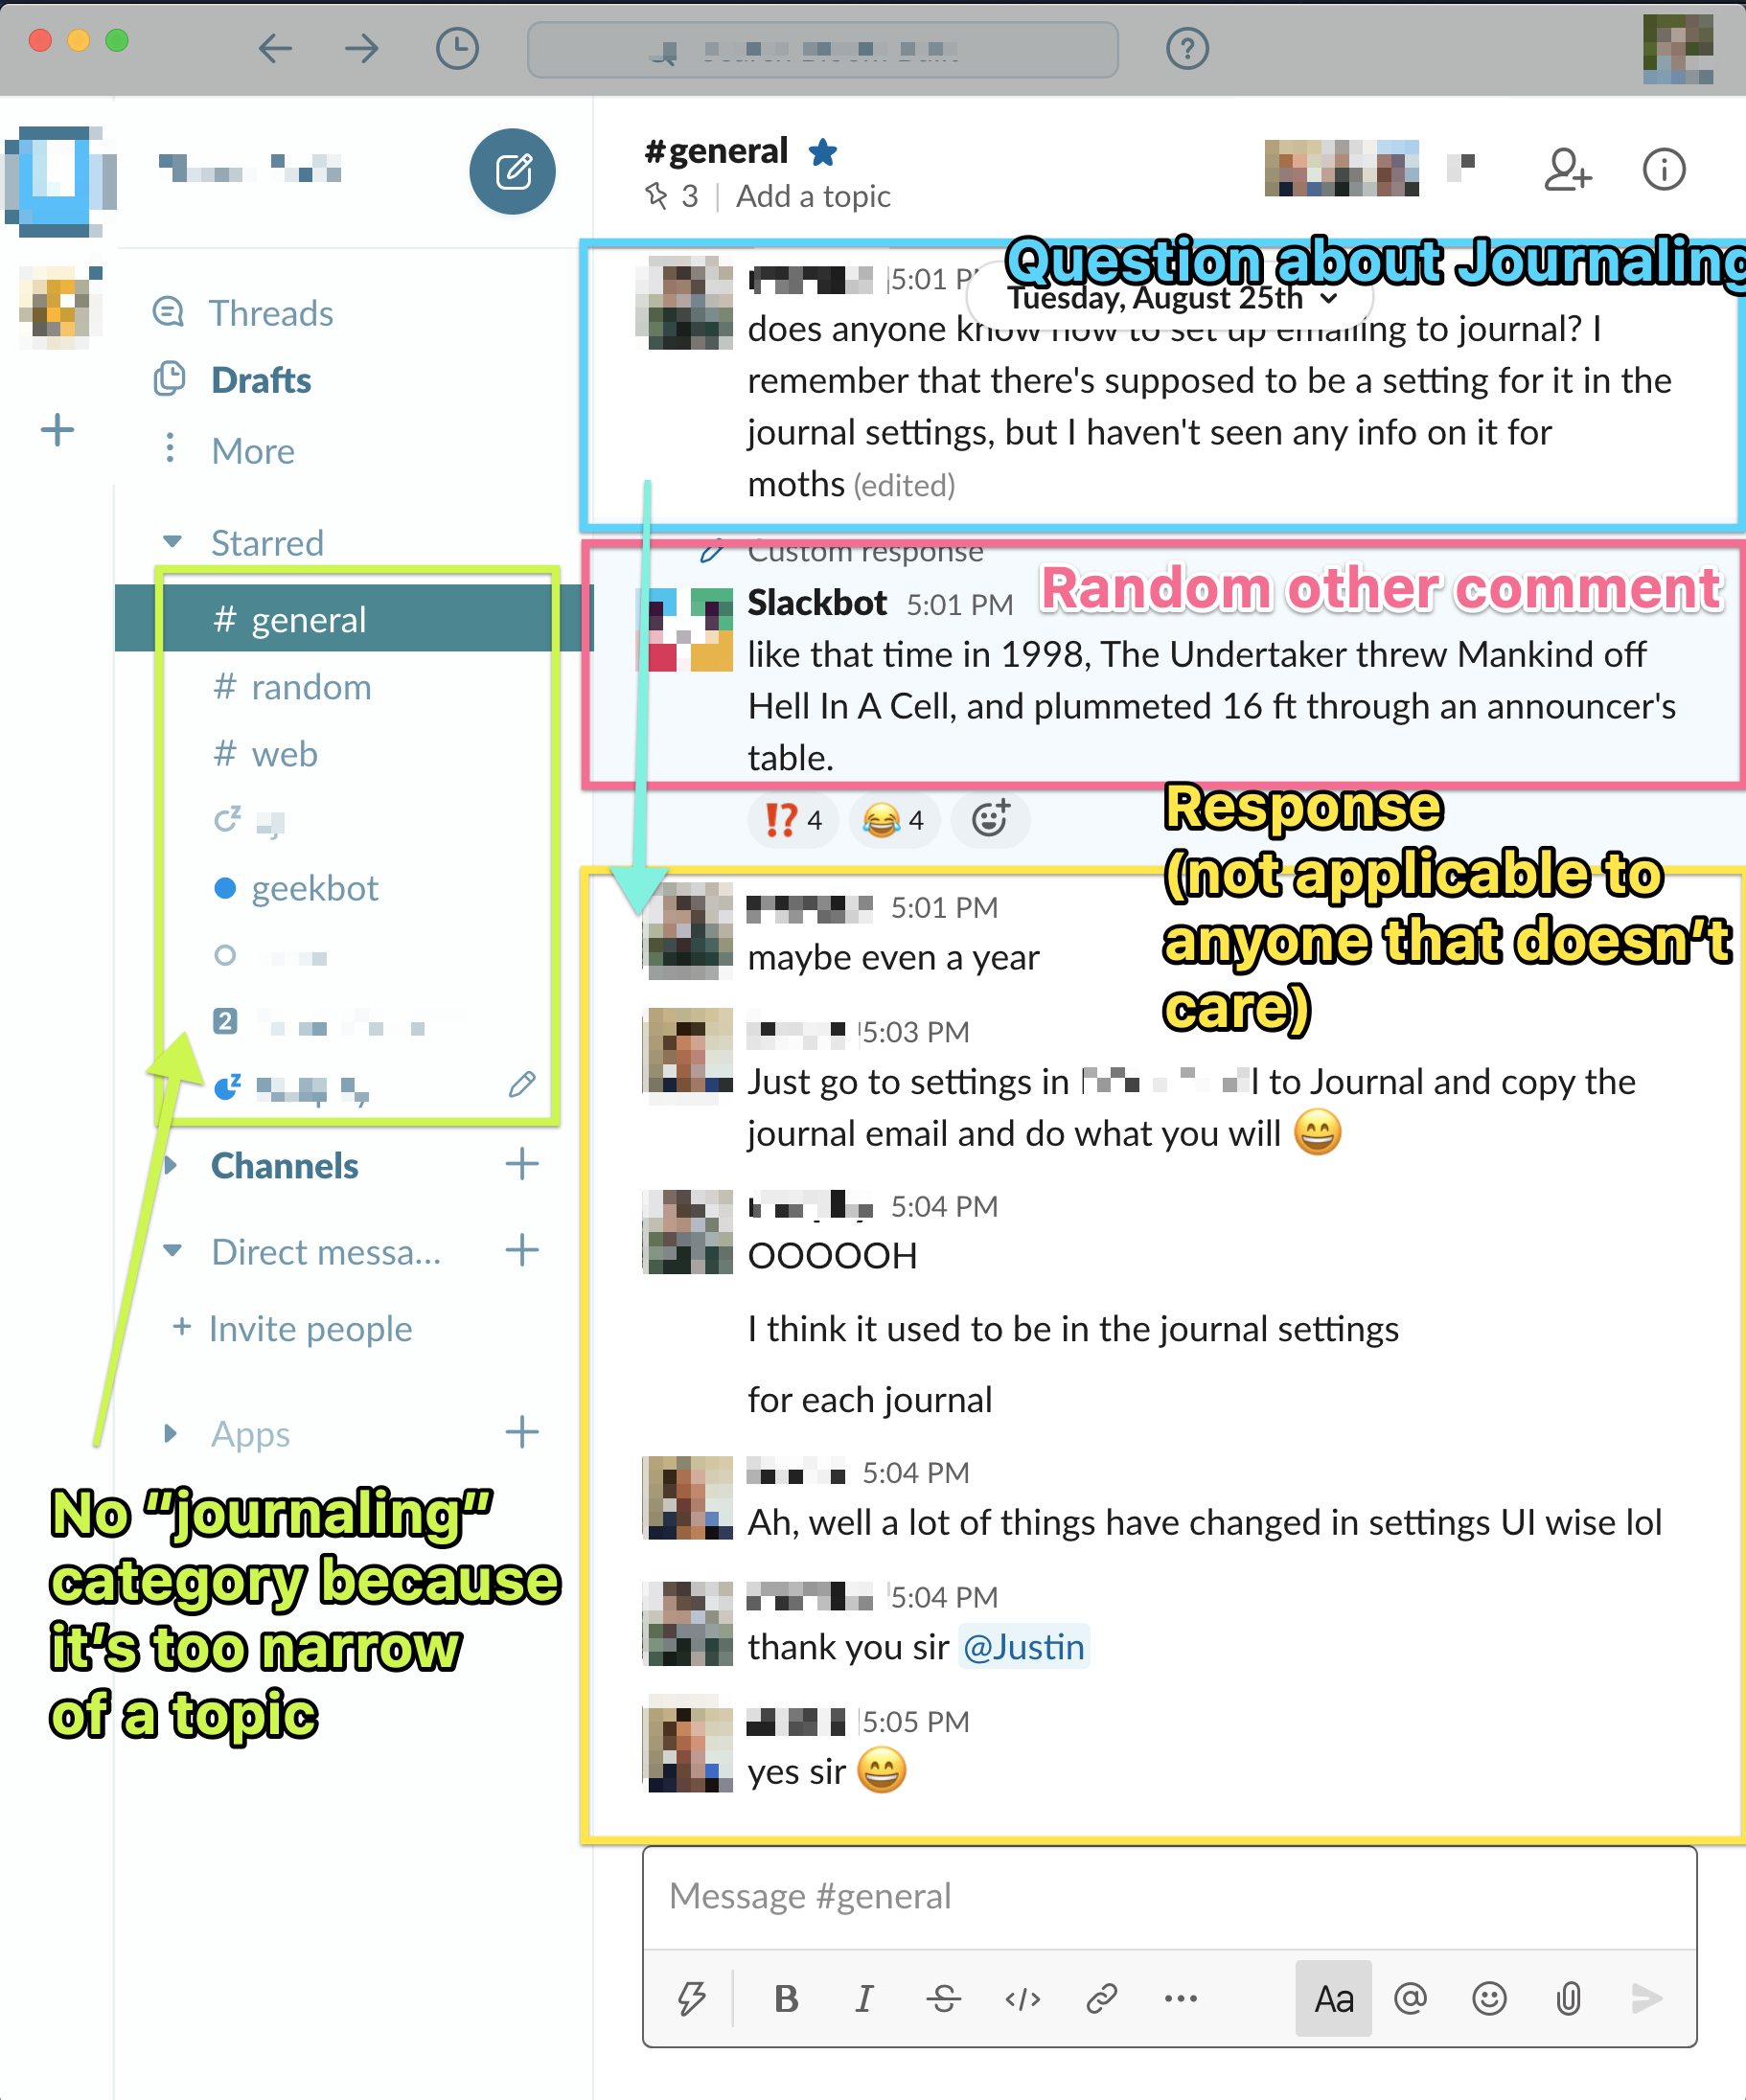 Threads
Drafts
More
Starred
# general
# random
# web
geekbot
2
Channels
Direct messa...
+ Invite people
Apps
No "journaling"
category because
it's too narrow
of a topic
#general
3 | Add a topic
Question about Journaling
5:01 P
Tuesday, August 25th
does anyone know how to set up emailing to journal? I
remember that there's supposed to be a setting for it in the
journal settings, but I haven't seen any info on it for
moths (edited)
Custom response
Random other comment
Slackbot 5:01 PM
like that time in 1998, The Undertaker threw Mankind off
Hell In A Cell, and plummeted 16 ft through an announcer's
table.
⁉️ 4 😂 4
Response
(not applicable to
anyone that doesn't
care)
5:01 PM
maybe even a year
5:03 PM
Just go to settings in to Journal and copy the
journal email and do what you will 😄
5:04 PM
OOOOOH
I think it used to be in the journal settings
for each journal
5:04 PM
Ah, well a lot of things have changed in settings UI wise lol
5:04 PM
thank you sir @Justin
5:05 PM
yes sir 😄
Message #general
B I S </> Aa @